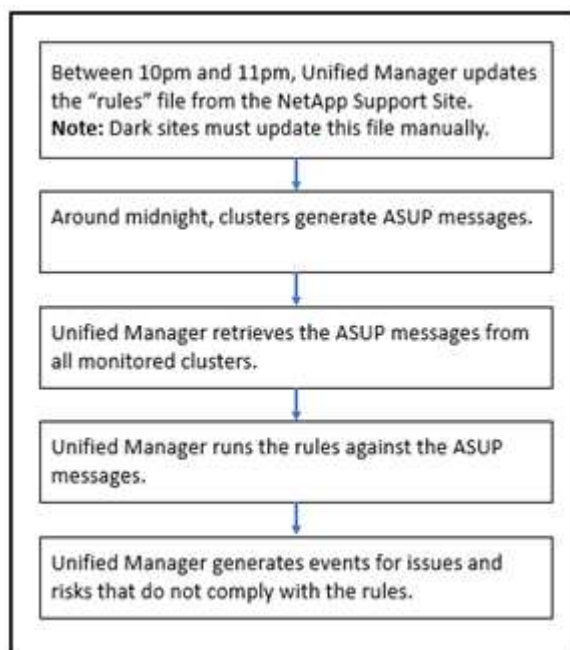 Between 10pm and 11pm, Unified Manager updates
the “rules” file from the NetApp Support Site.
Note: Dark sites must update this file manually.
Around midnight, clusters generate ASUP messages.
Unified Manager retrieves the ASUP messages from
all monitored clusters.
Unified Manager runs the rules against the ASUP
messages.
Unified Manager generates events for issues and
risks that do not comply with the rules.